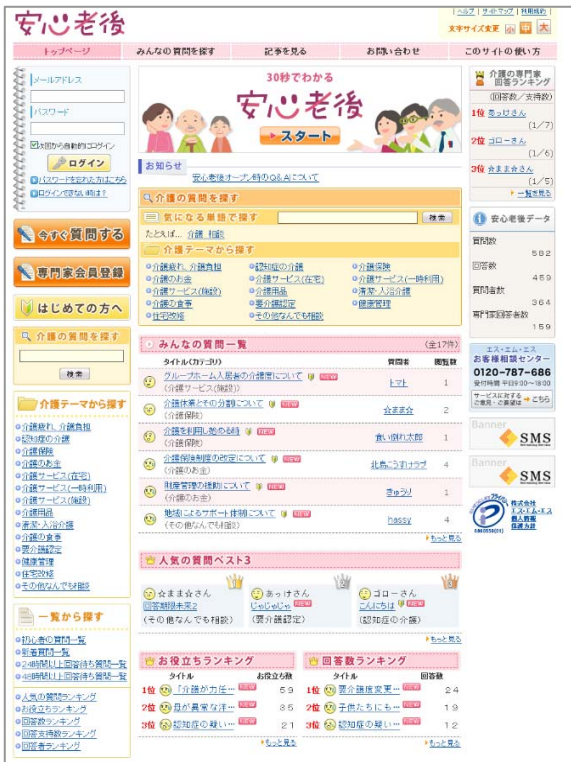 安心老後
ヘルプ | サイトマップ | 利用規約
文字サイズ変更 小 中 大
トップページ
みんなの質問を探す
記事を見る
お問い合わせ
このサイトの使い方
メールアドレス
パスワード
次回から自動的にログイン
ログイン
パスワードを忘れた方はこちら
ログインできない時は?
今すぐ質問する
専門家会員登録
はじめての方へ
介護の質問を探す
検索
介護テーマから探す
介護疲れ、介護負担
認知症の介護
介護保険
介護のお金
介護サービス(在宅)
介護サービス(一時利用)
介護サービス(施設)
介護用品
清潔・入浴介護
介護の食事
要介護認定
健康管理
住宅改修
その他なんでも相談
一覧から探す
初心者の質問一覧
新着質問一覧
24時間以上回答待ち質問一覧
48時間以上回答待ち質問一覧
人気の質問ランキング
お役立ちランキング
回答数ランキング
回答支持数ランキング
回答者ランキング
30秒でわかる
安心老後
スタート
お知らせ
安心老後オープン時のQ&Aについて
介護の質問を探す
気になる単語で探す
検索
たとえば… 介護 相談
介護テーマから探す
介護疲れ、介護負担 認知症の介護 介護保険
介護のお金 介護サービス(在宅) 介護サービス(一時利用)
介護サービス(施設) 介護用品 清潔・入浴介護
介護の食事 要介護認定 健康管理
住宅改修 その他なんでも相談
みんなの質問一覧 (全17件)
タイトル(カテゴリ) 質問者 閲覧数
グループホーム入居者の介護度について NEW トマト 1
(介護サービス(施設))
介護休業とその分割について NEW ☆まま☆ 2
(介護保険)
介護を利用し始める時 NEW 食い倒れ太郎 1
(介護保険)
介護保険制度の改定について NEW 北島こうすけラブ 4
(介護のお金)
財産管理の援助について NEW きゅうり 1
(介護のお金)
地域によるサポート体制について NEW hassy 4
(その他なんでも相談)
もっと見る
人気の質問ベスト3
1 2 3
☆まま☆さん あっけさん ゴローさん
回答期限未来2 じゃじゃじゃ NEW こんにちは NEW
(その他なんでも相談) (要介護認定) (認知症の介護)
もっと見る
お役立ちランキング
タイトル お役立ち数
1位 「介護が力任… NEW 59
2位 母が異常な洋… NEW 35
3位 認知症の疑い… NEW 21
もっと見る
回答数ランキング
タイトル 回答数
1位 要介護度変更… NEW 24
2位 子供たちにも… NEW 19
3位 認知症の疑い… NEW 12
もっと見る
介護の専門家
回答ランキング
(回答数/支持数)
1位 あっけさん
(1/7)
2位 ゴローさん
(1/6)
3位 ☆まま☆さん
(1/5)
一覧を見る
安心老後データ
質問数
582
回答数
459
質問者数
364
専門家回答者数
159
エス・エム・エス
お客様相談センター
0120-787-686
受付時間 平日9:00～18:00
サービスに対する
ご意見・ご要望は こちら
Banner
SMS
Banner
SMS
株式会社
エス・エム・エス
個人情報
保護方針